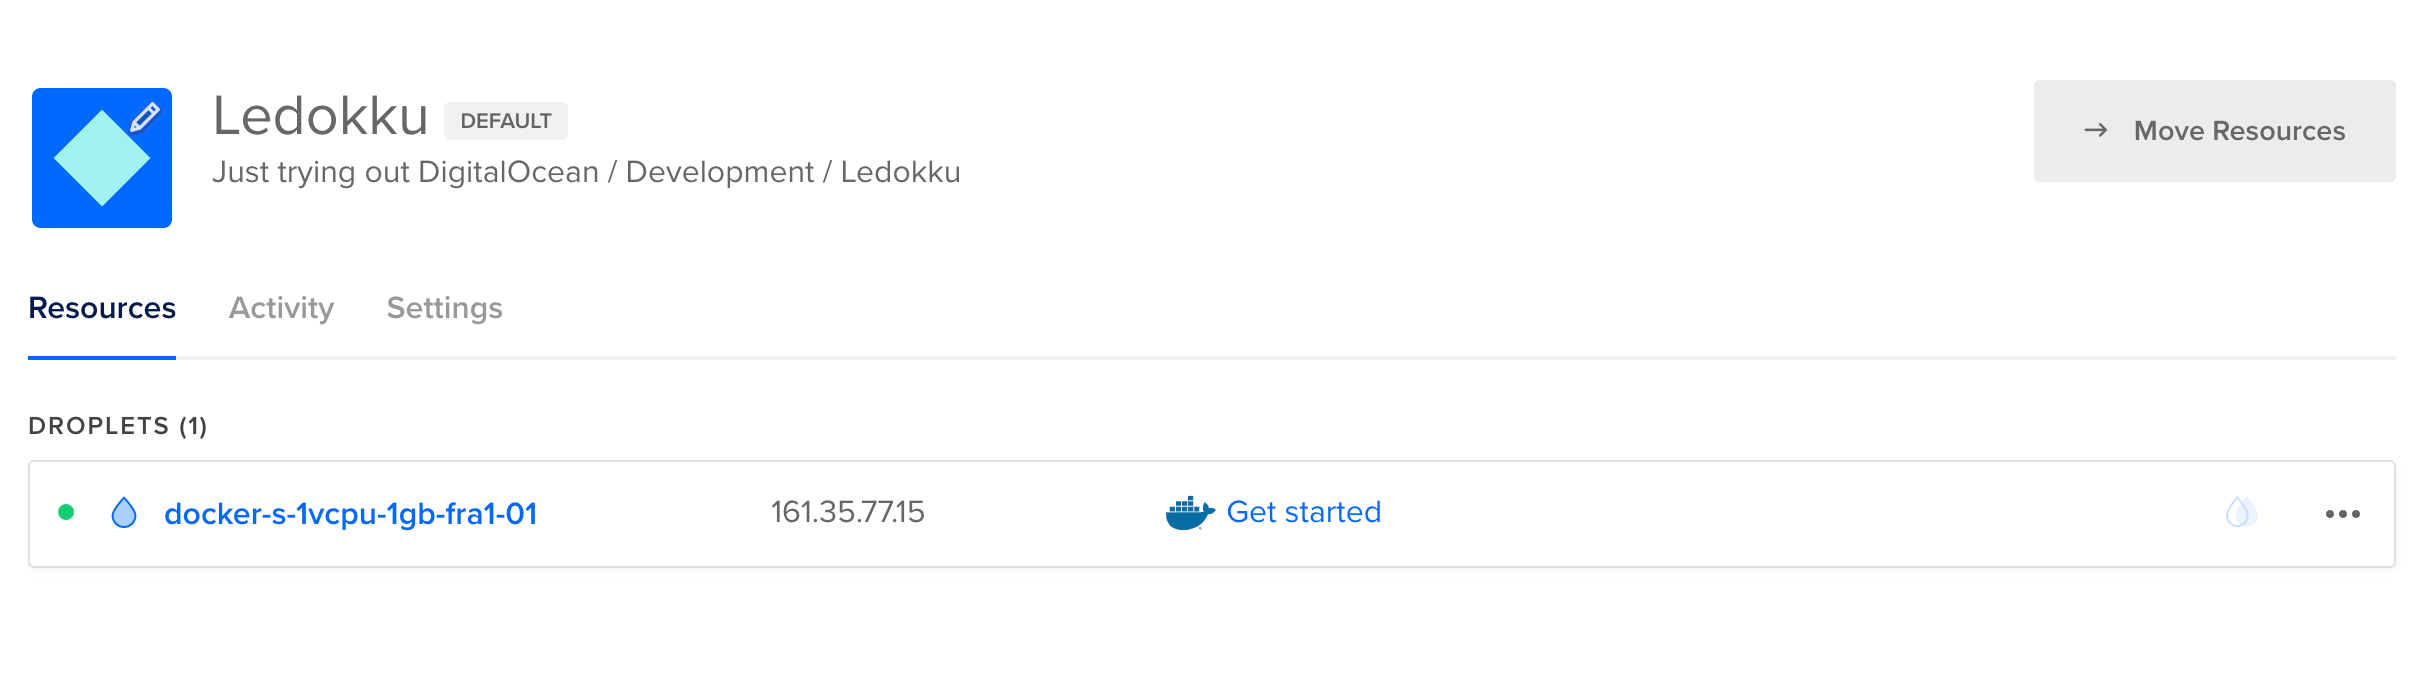 Ledokku DEFAULT
Just trying out DigitalOcean / Development / Ledokku
→ Move Resources
Resources Activity Settings
DROPLETS (1)
docker-s-1vcpu-1gb-fra1-01 161.35.77.15 Get started